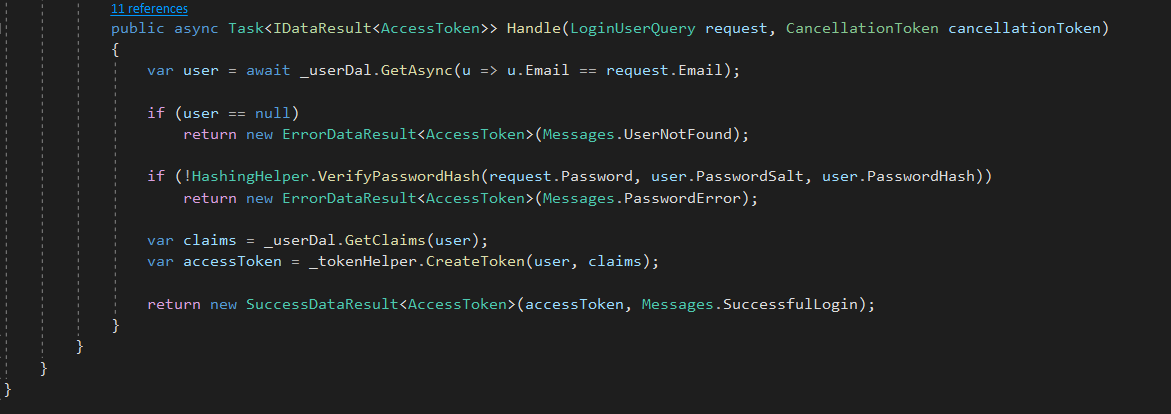 11 references
public async Task<IDataResult<AccessToken>> Handle(LoginUserQuery request, CancellationToken cancellationToken)
{
var user = await _userDal.GetAsync(u => u.Email == request.Email);
if (user == null)
return new ErrorDataResult<AccessToken>(Messages.UserNotFound);
if (!HashingHelper.VerifyPasswordHash(request.Password, user.PasswordSalt, user.PasswordHash))
return new ErrorDataResult<AccessToken>(Messages.PasswordError);
var claims = _userDal.GetClaims(user);
var accessToken = _tokenHelper.CreateToken(user, claims);
return new SuccessDataResult<AccessToken>(accessToken, Messages.SuccessfulLogin);
}
}
}
}